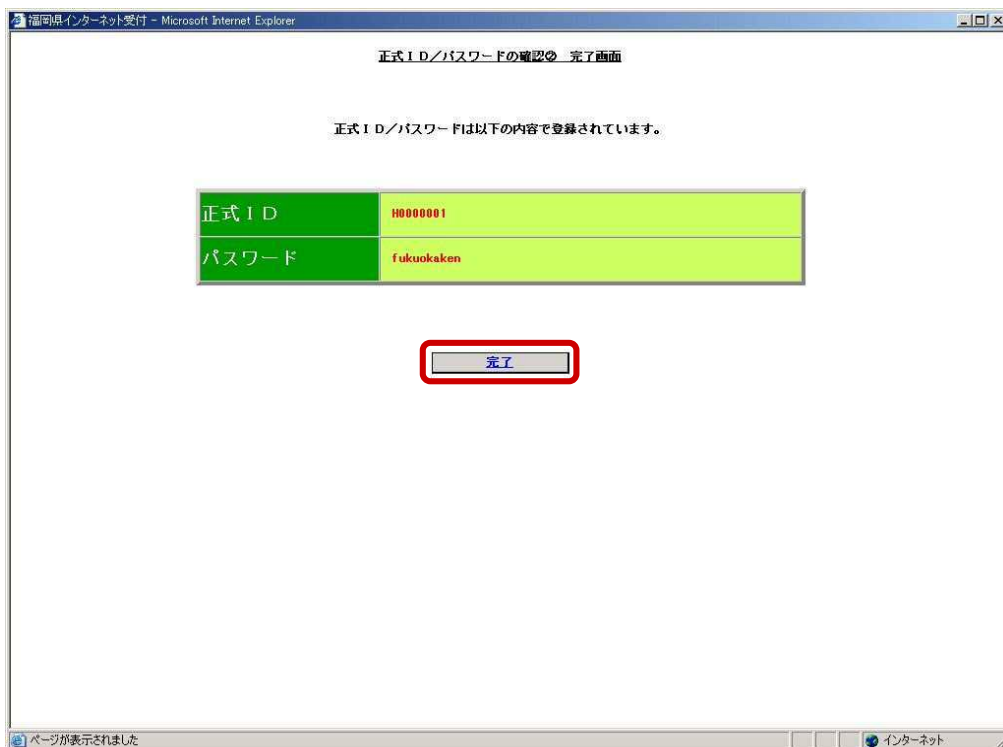 福岡県インターネット受付 - Microsoft Internet Explorer
正式ＩＤ／パスワードの確認② 完了画面
正式ＩＤ／パスワードは以下の内容で登録されています。
正式ＩＤ H0000001
パスワード fukuokaken
完了
ページが表示されました インターネット